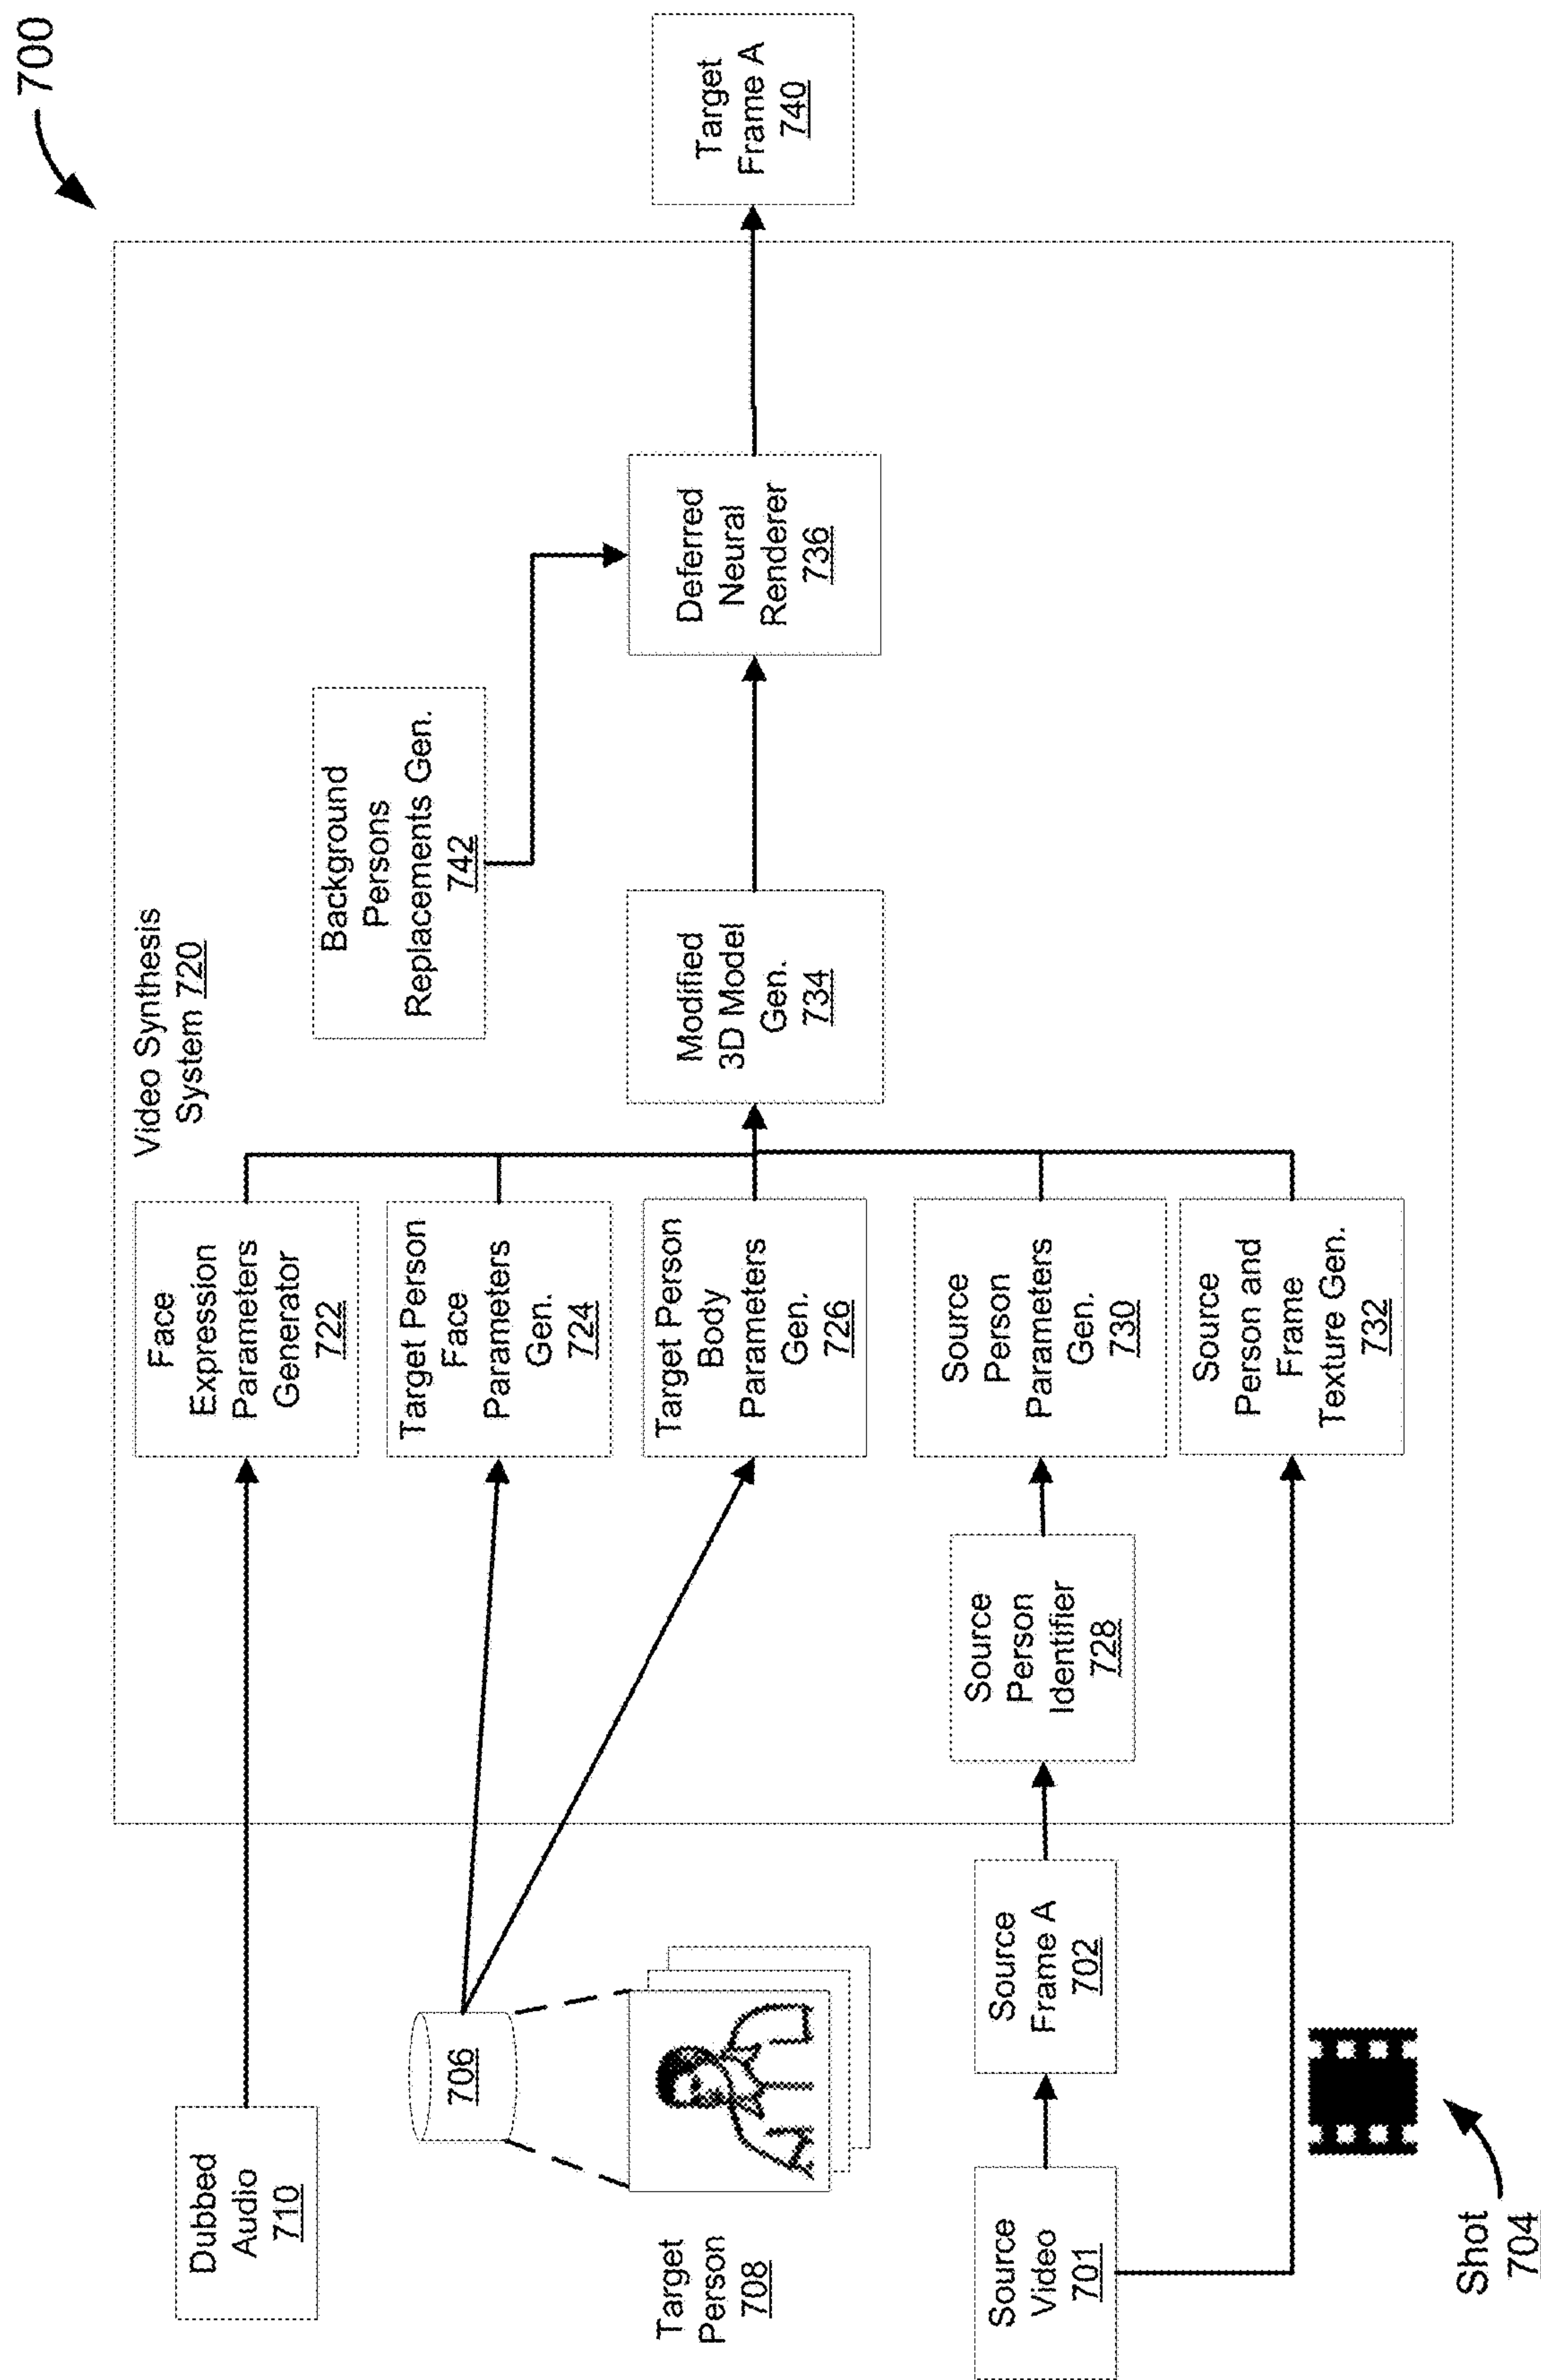 700
Video Synthesis
System 720
Dubbed
Audio
710
Face
Expression
Parameters
Generator
722
706
Target Person
Face
Parameters
Gen.
724
Target
Person
708
Target Person
Body
Parameters
Gen.
726
Background
Persons
Replacements Gen.
742
Modified
3D Model
Gen.
734
Deferred
Neural
Renderer
736
Target
Frame A
740
Source
Video
701
Source
Frame A
702
Source
Person
Identifier
728
Source
Person
Parameters
Gen.
730
Source
Person and
Frame
Texture Gen.
732
Shot
704